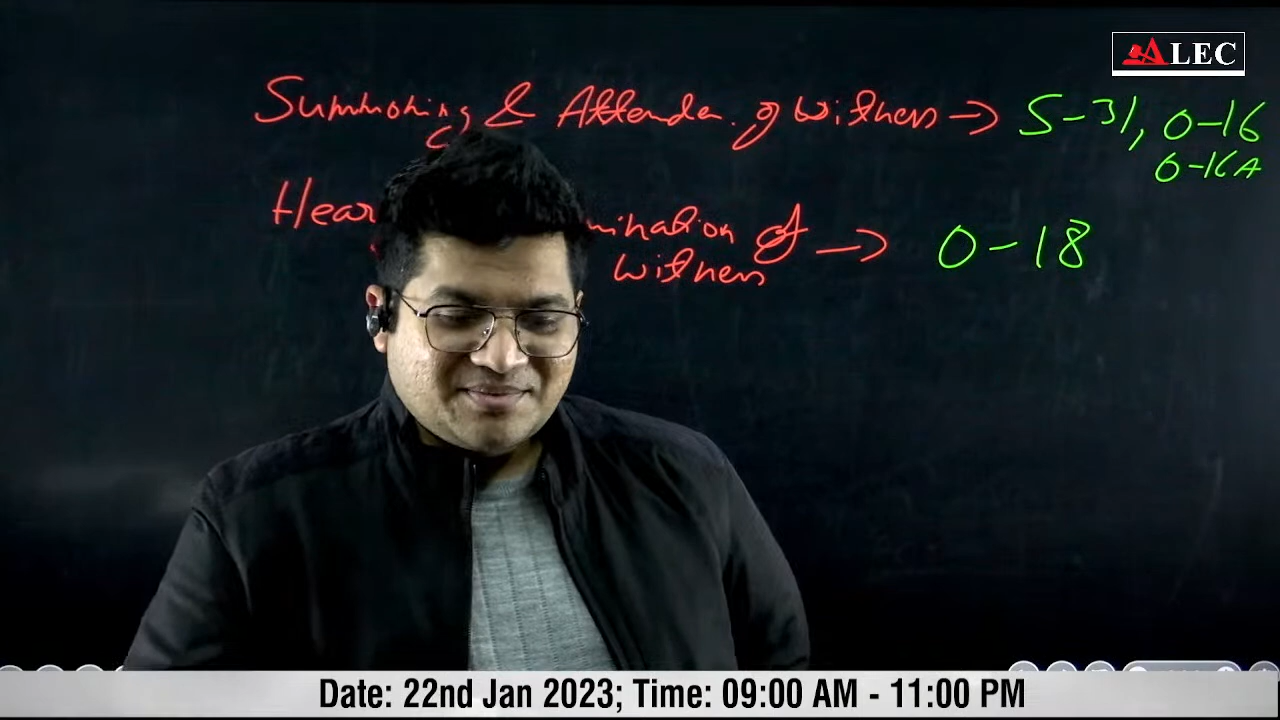 ALEC
Summoning & Attenden. of Witness → S-31, O-16
O-16A
Hear mination of → O-18
Witness
Date: 22nd Jan 2023; Time: 09:00 AM - 11:00 PM